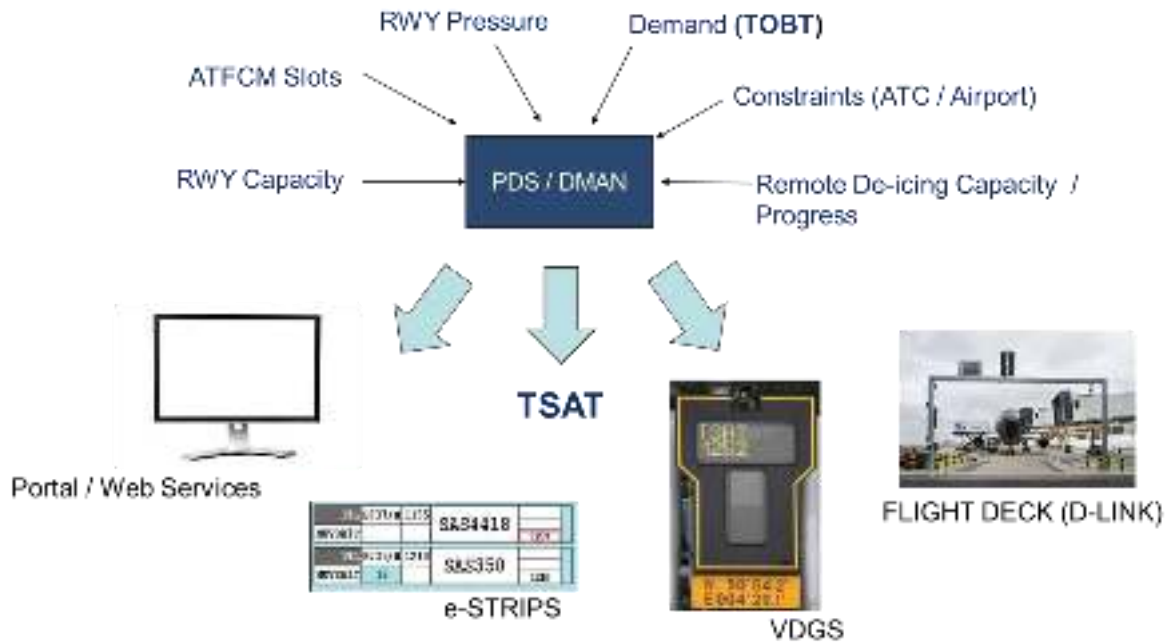 RWY Pressure
Demand (TOBT)
ATFCM Slots
Constraints (ATC / Airport)
RWY Capacity
PDS / DMAN
Remote De-icing Capacity /
Progress
TSAT
Portal / Web Services
SAS4418
SAS350
e-STRIPS
VDGS
FLIGHT DECK (D-LINK)